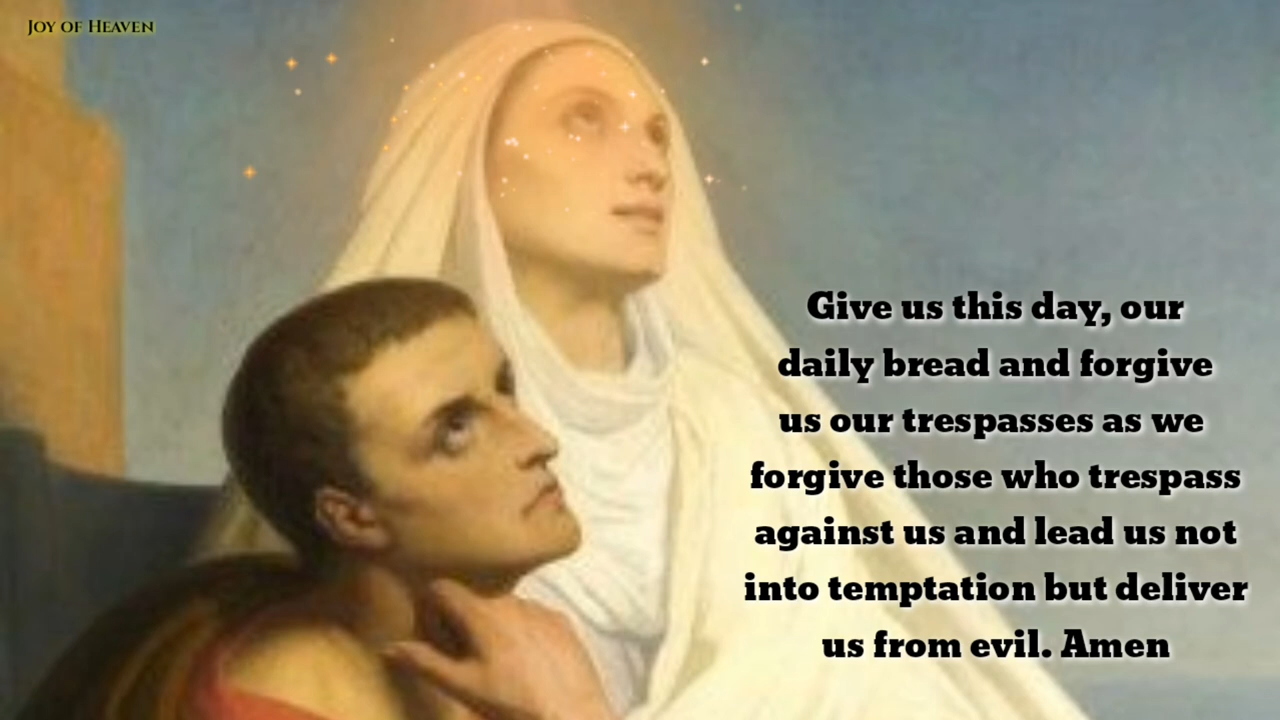 Joy of Heaven
Give us this day, our
daily bread and forgive
us our trespasses as we
forgive those who trespass
against us and lead us not
into temptation but deliver
us from evil. Amen